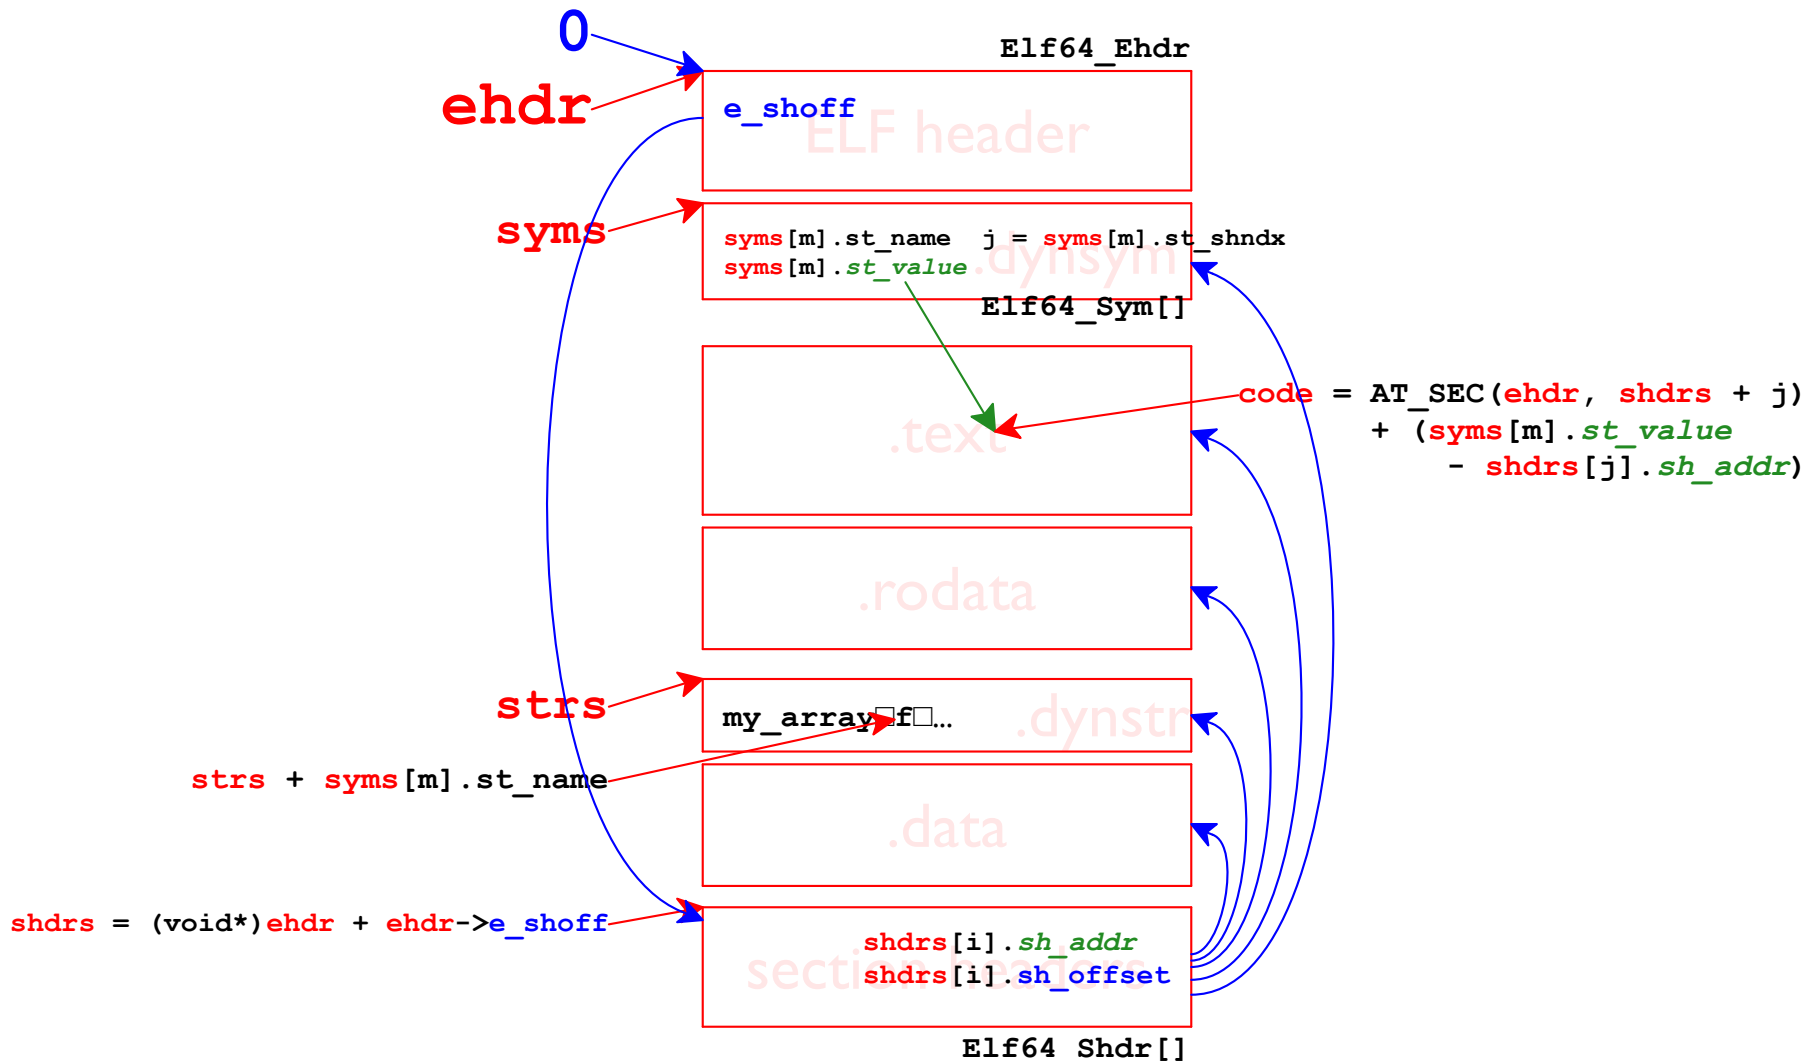 0
Elf64_Ehdr
ehdr
e_shoff
ELF header
syms
syms[m].st_name j = syms[m].st_shndx
syms[m].st_value
.dynsym
Elf64_Sym[]
code = AT_SEC(ehdr, shdrs + j)
+ (syms[m].st_value
- shdrs[j].sh_addr)
.text
.rodata
strs
my_array□f□…
.dynstr
strs + syms[m].st_name
.data
shdrs = (void*)ehdr + ehdr->e_shoff
shdrs[i].sh_addr
shdrs[i].sh_offset
section headers
Elf64_Shdr[]